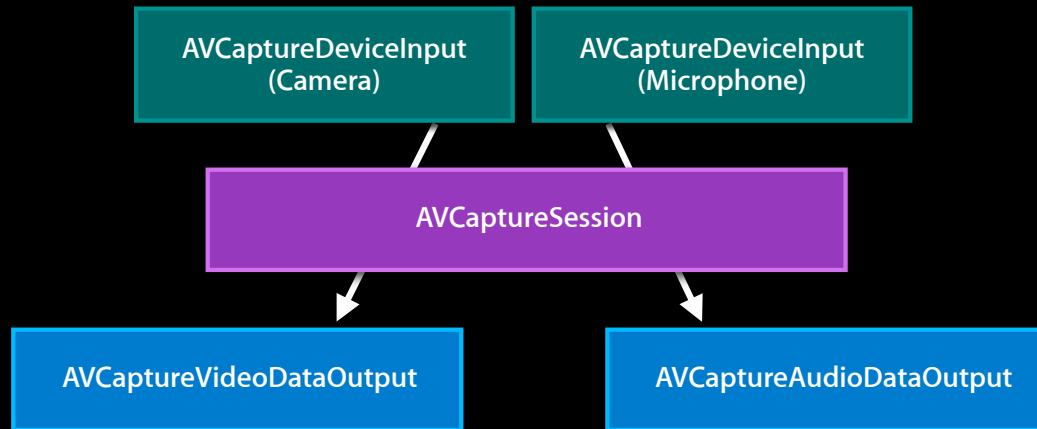 AVCaptureDeviceInput
(Camera)
AVCaptureDeviceInput
(Microphone)
AVCaptureSession
AVCaptureVideoDataOutput
AVCaptureAudioDataOutput